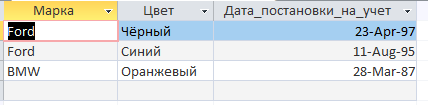 Марка Цвет Дата_постановки_на_учет
Ford Чёрный 23-Apr-97
Ford Синий 11-Aug-95
BMW Оранжевый 28-Mar-87